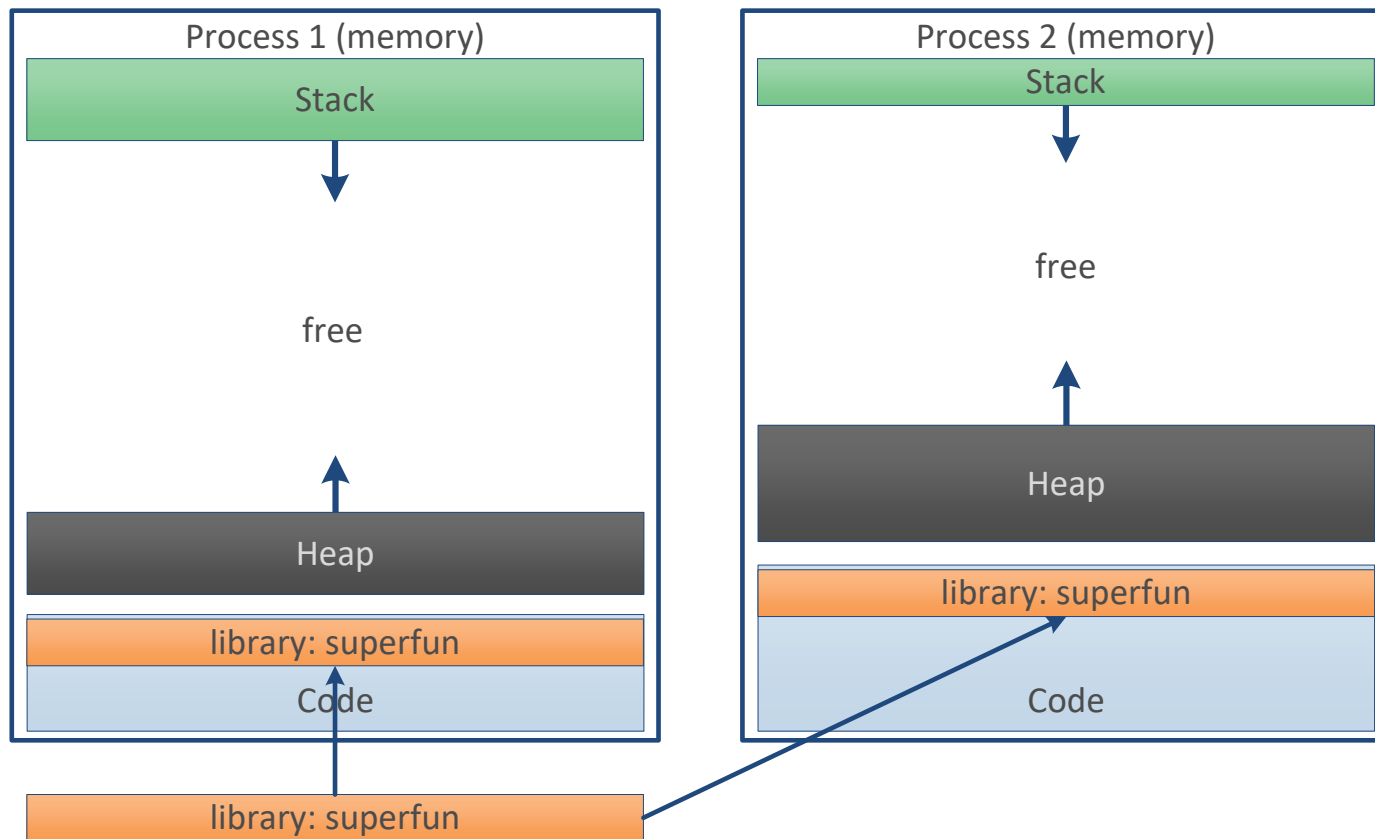 Process 1 (memory)
Stack
free
Heap
library: superfun
Code
Process 2 (memory)
Stack
free
Heap
library: superfun
Code
library: superfun